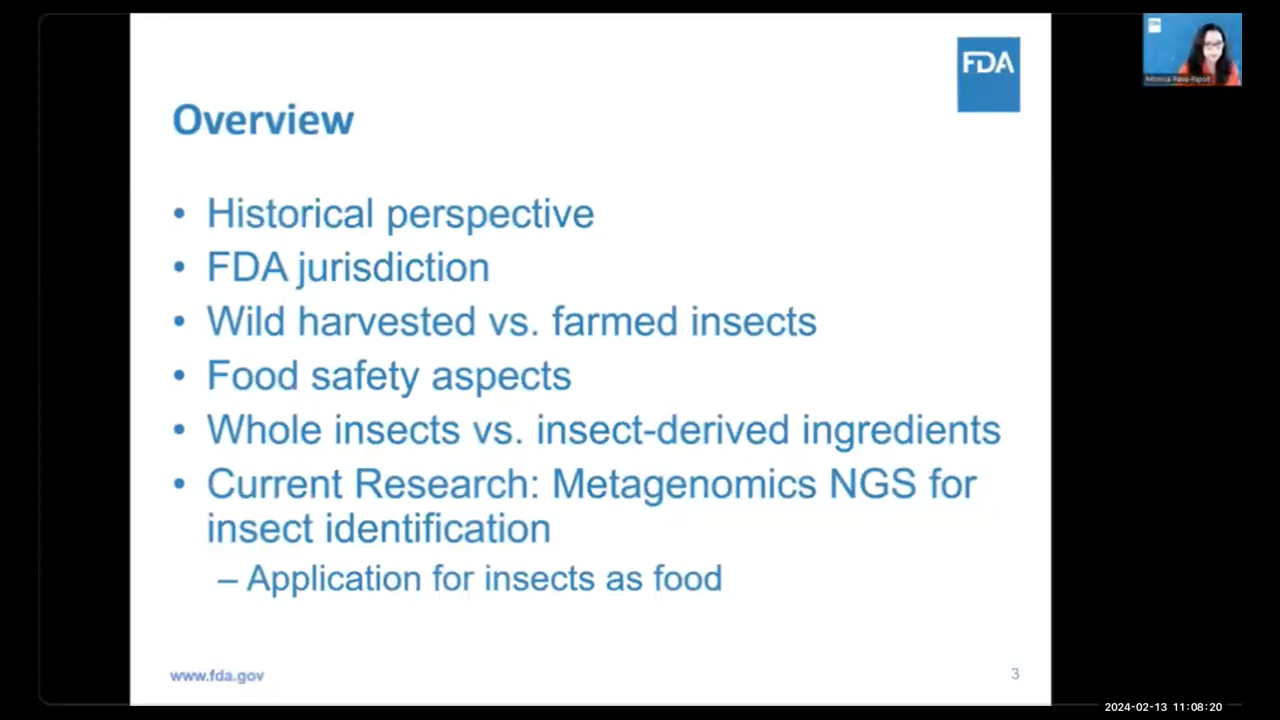 FDA
Overview
• Historical perspective
• FDA jurisdiction
• Wild harvested vs. farmed insects
• Food safety aspects
• Whole insects vs. insect-derived ingredients
• Current Research: Metagenomics NGS for
insect identification
– Application for insects as food
www.fda.gov
3
2024-02-13 11:08:20